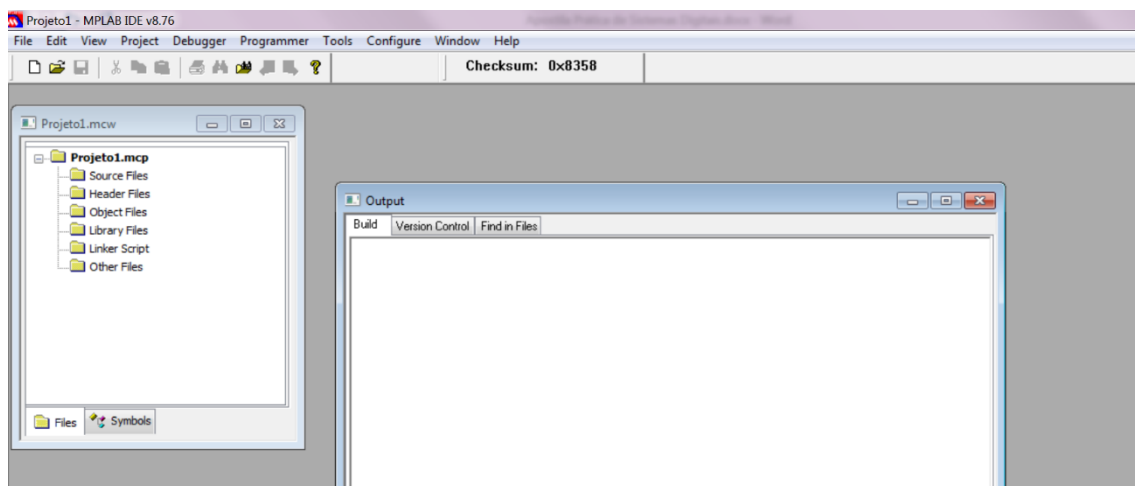 Projeto1 - MPLAB IDE v8.76
File Edit View Project Debugger Programmer Tools Configure Window Help
Checksum: 0x8358
Projeto1.mcw
Projeto1.mcp
Source Files
Header Files
Object Files
Library Files
Linker Script
Other Files
Files Symbols
Output
Build Version Control Find in Files